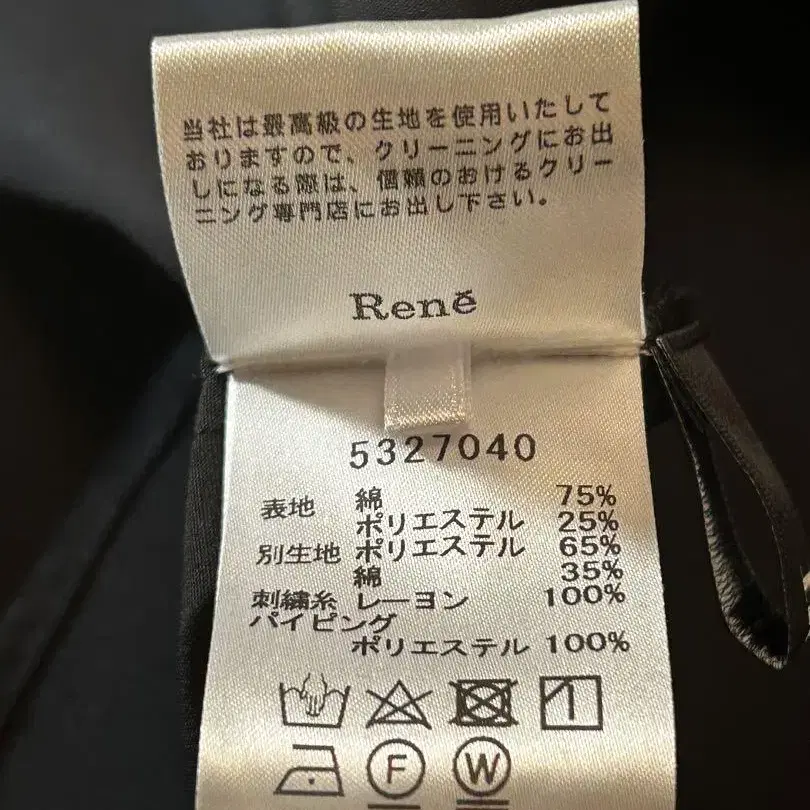 当社は最高級の生地を使用いたして
おりますので、クリーニングにお出
しになる際は、信頼のおけるクリー
ニング専門店にお出し下さい。
René
5327040
表地 綿 75%
ポリエステル 25%
別生地 ポリエステル 65%
綿 35%
刺繍糸 レーヨン 100%
パイピング
ポリエステル 100%
F W